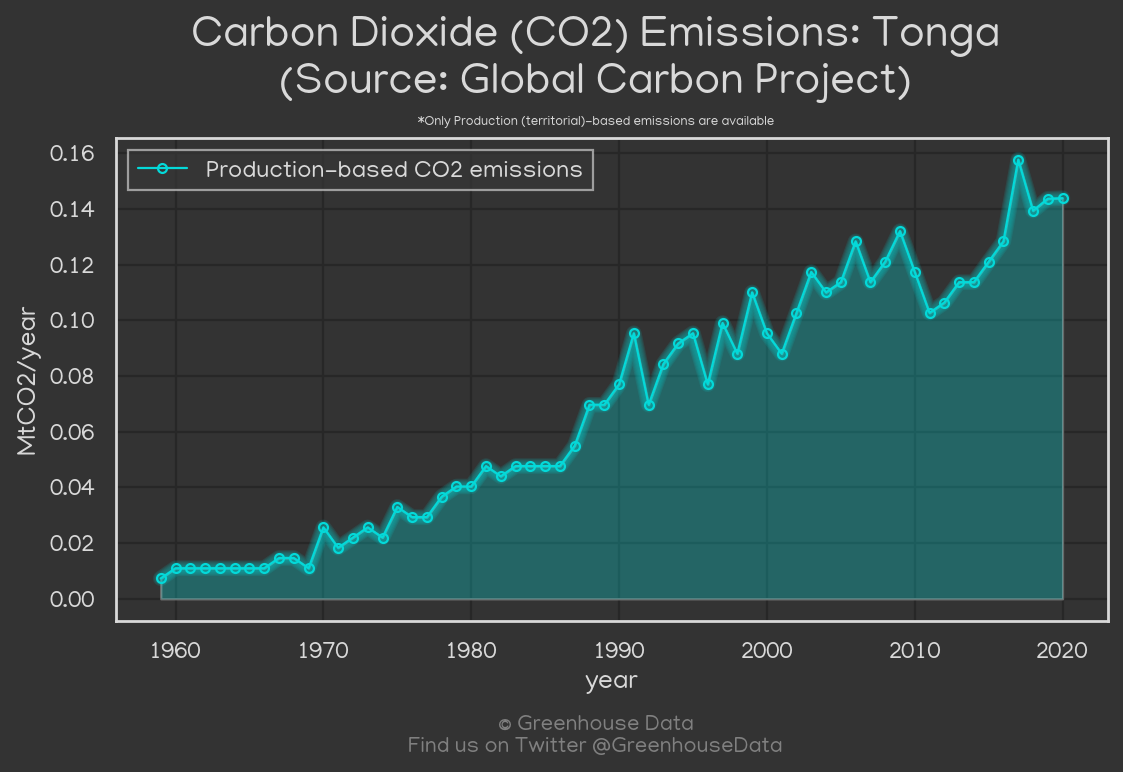 Carbon Dioxide (CO2) Emissions: Tonga
(Source: Global Carbon Project)
*Only Production (territorial)-based emissions are available
Production-based CO2 emissions
MtCO2/year
0.16
0.14
0.12
0.10
0.08
0.06
0.04
0.02
0.00
1960 1970 1980 1990 2000 2010 2020
year
© Greenhouse Data
Find us on Twitter @GreenhouseData